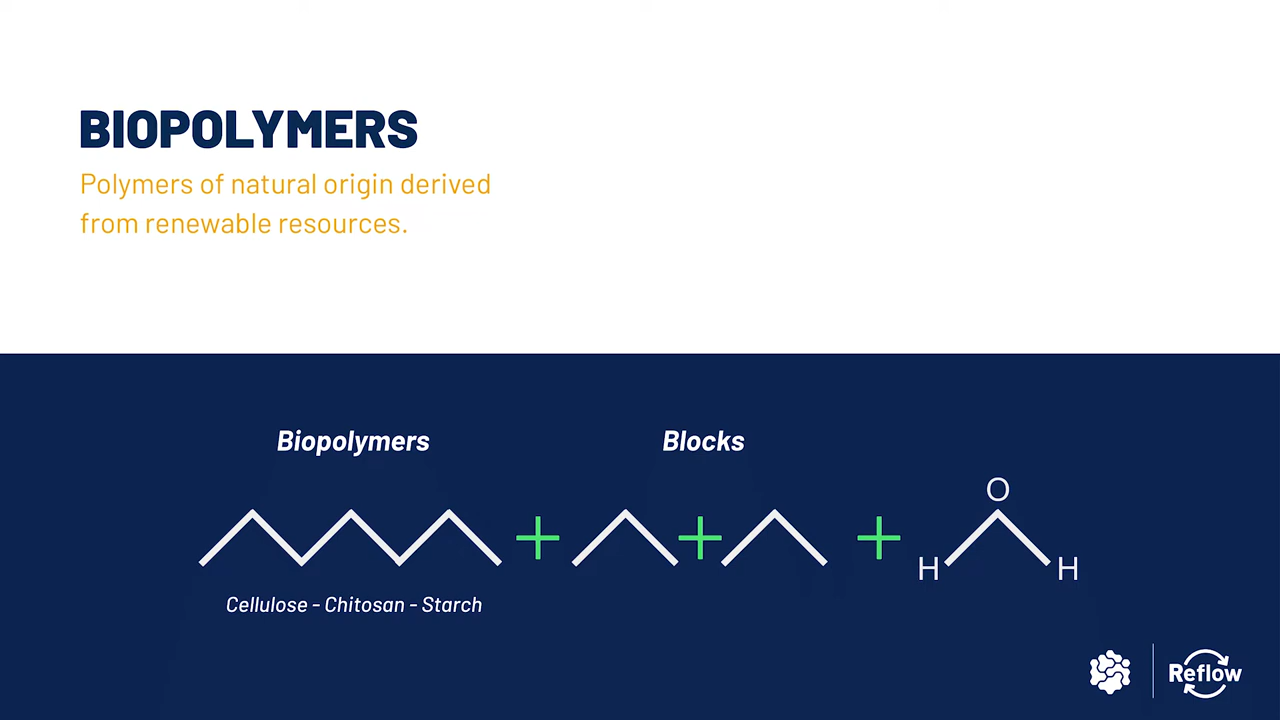 BIOPOLYMERS
Polymers of natural origin derived
from renewable resources.
Biopolymers
Blocks
O
H
H
Cellulose - Chitosan - Starch
Reflow